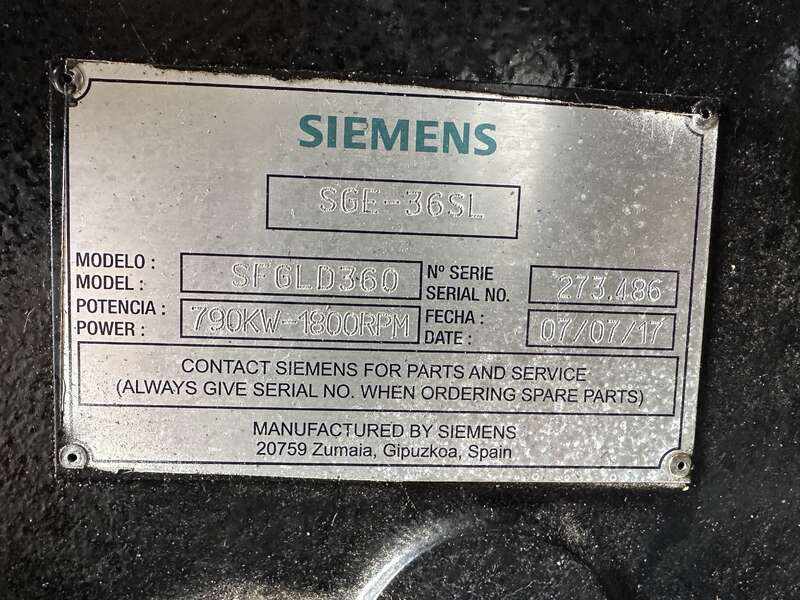 SIEMENS
SGE-36SL
MODELO :
MODEL : SFGLD360
Nº SERIE
SERIAL NO. 273.486
POTENCIA :
POWER : 790KW-1800RPM
FECHA :
DATE : 07/07/17
CONTACT SIEMENS FOR PARTS AND SERVICE
(ALWAYS GIVE SERIAL NO. WHEN ORDERING SPARE PARTS)
MANUFACTURED BY SIEMENS
20759 Zumaia, Gipuzkoa, Spain